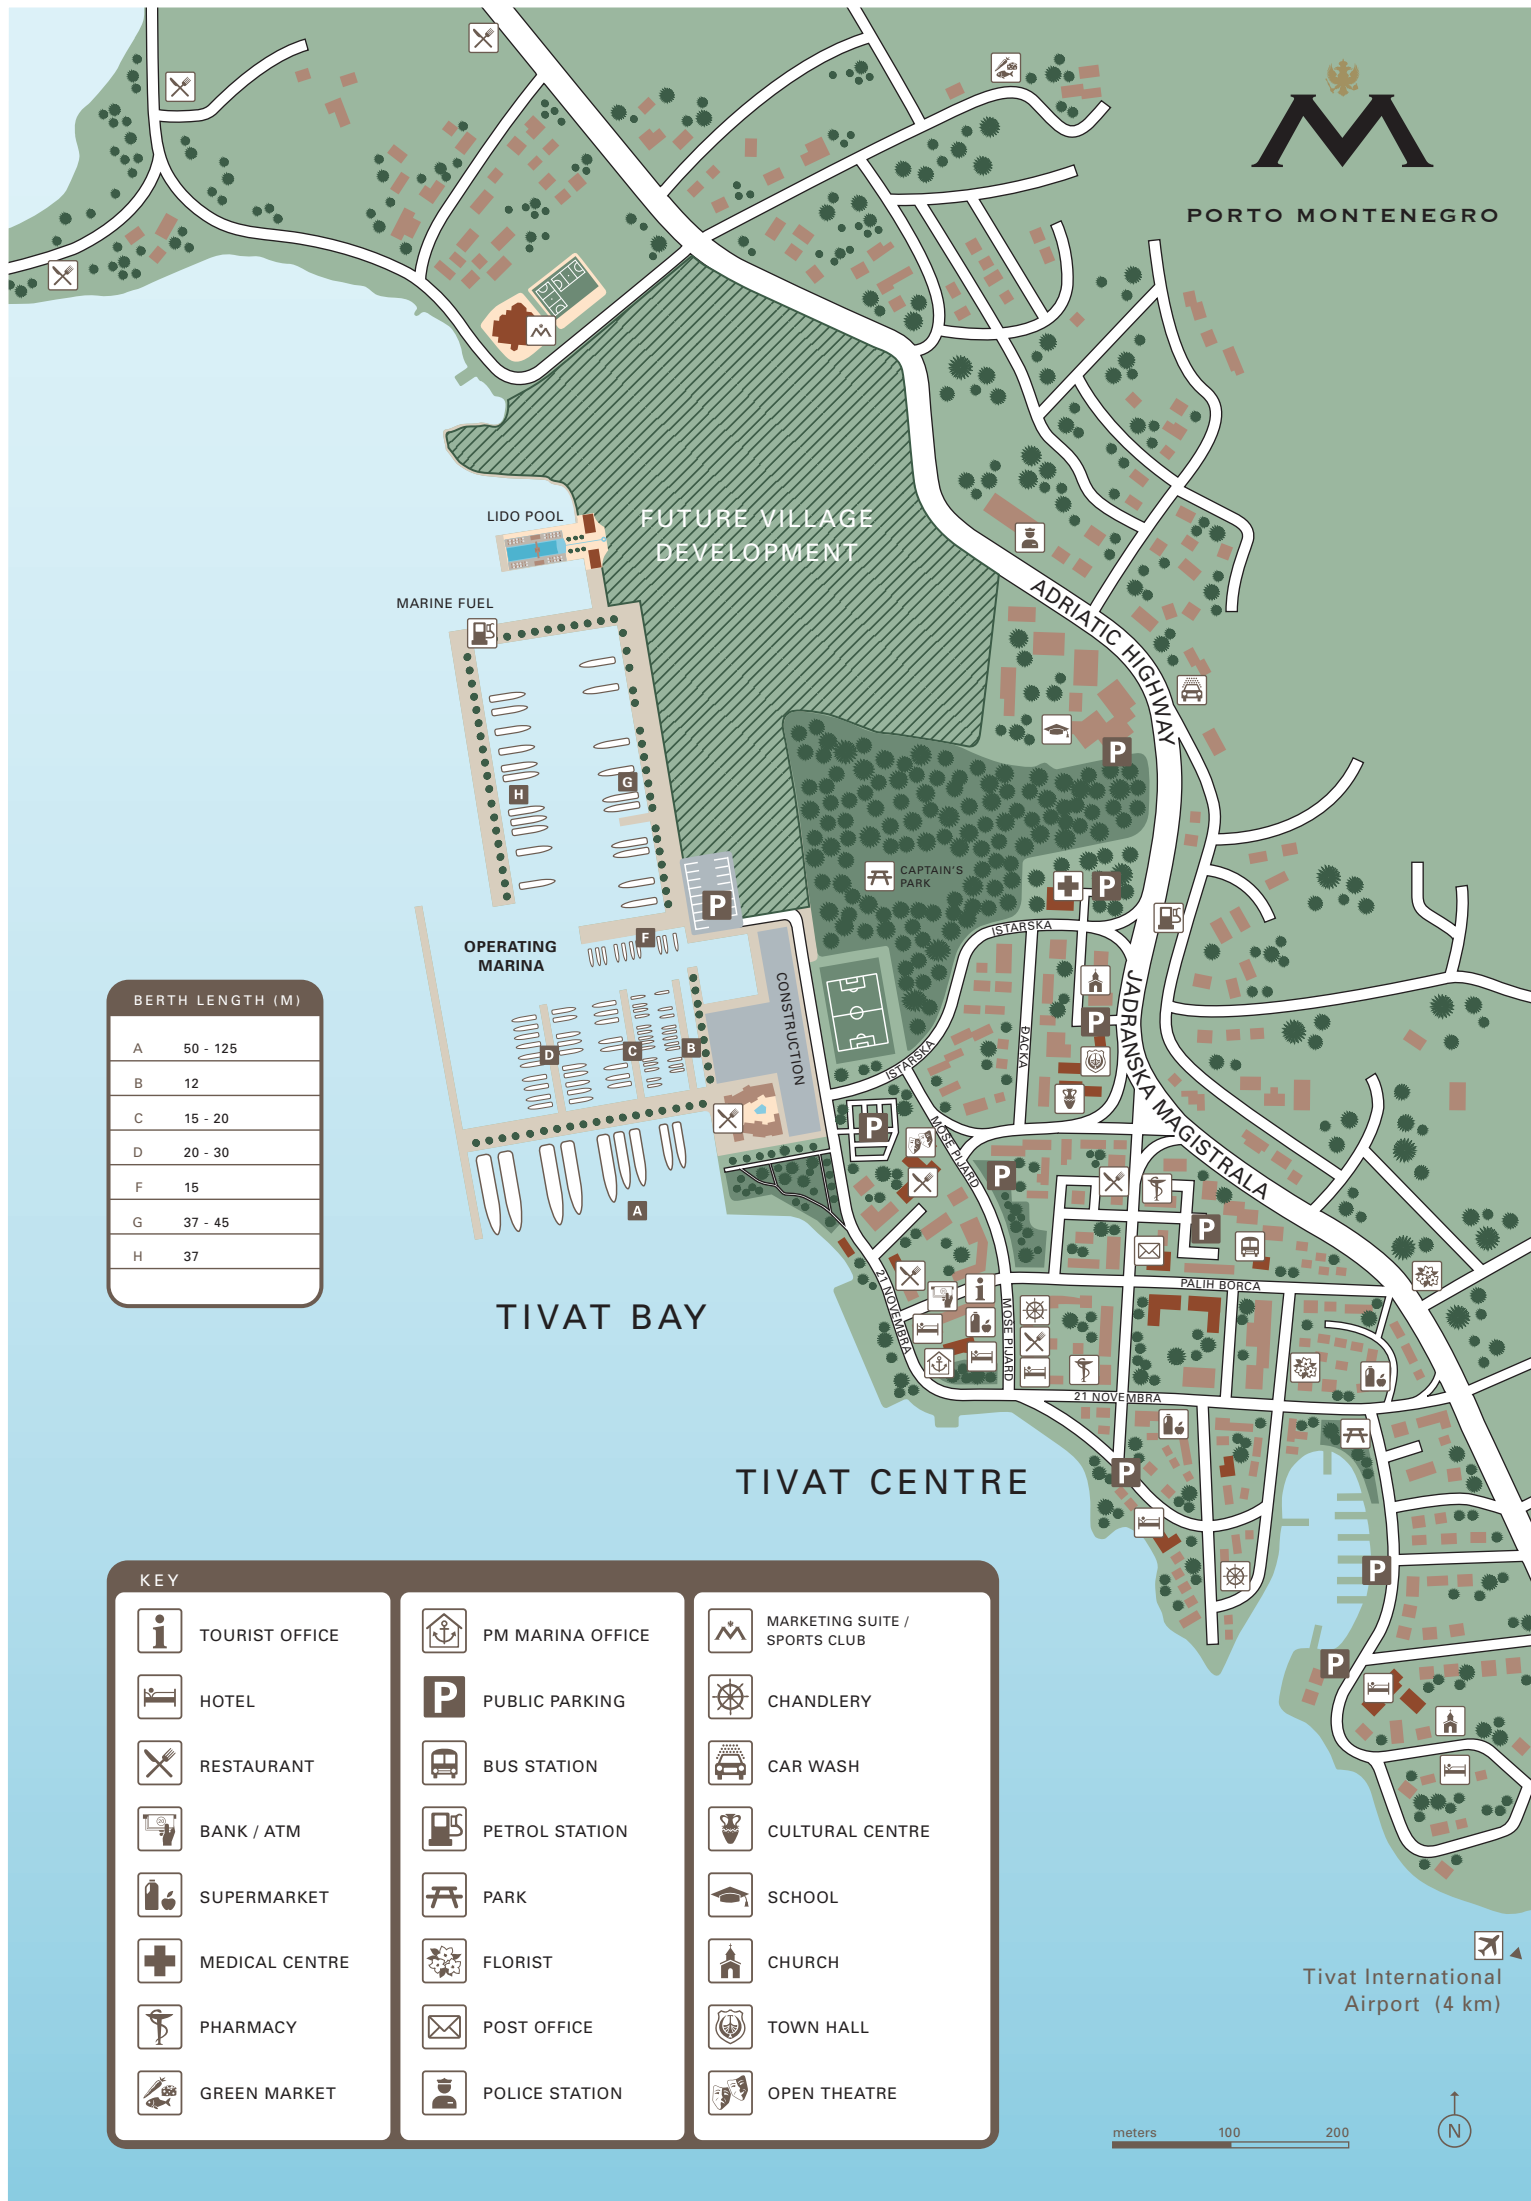 PORTO MONTENEGRO
LIDO POOL
FUTURE VILLAGE
DEVELOPMENT
MARINE FUEL
ADRIATIC HIGHWAY
H
G
P
CAPTAIN'S
PARK
P
P
F
OPERATING
MARINA
ISTARSKA
CONSTRUCTION
JADRANSKA MAGISTRALA
P
ĐAČKA
ISTARSKA
D
C
B
P
MOSE PIJARD
P
A
P
BERTH LENGTH (M)
A 50 - 125
B 12
C 15 - 20
D 20 - 30
F 15
G 37 - 45
H 37
PALIH BORCA
21 NOVEMBRA
MOSE PIJARD
TIVAT BAY
21 NOVEMBRA
TIVAT CENTRE
P
P
P
KEY
TOURIST OFFICE
HOTEL
RESTAURANT
BANK / ATM
SUPERMARKET
MEDICAL CENTRE
PHARMACY
GREEN MARKET
PM MARINA OFFICE
P PUBLIC PARKING
BUS STATION
PETROL STATION
PARK
FLORIST
POST OFFICE
POLICE STATION
MARKETING SUITE /
SPORTS CLUB
CHANDLERY
CAR WASH
CULTURAL CENTRE
SCHOOL
CHURCH
TOWN HALL
OPEN THEATRE
Tivat International
Airport (4 km)
meters 100 200
N